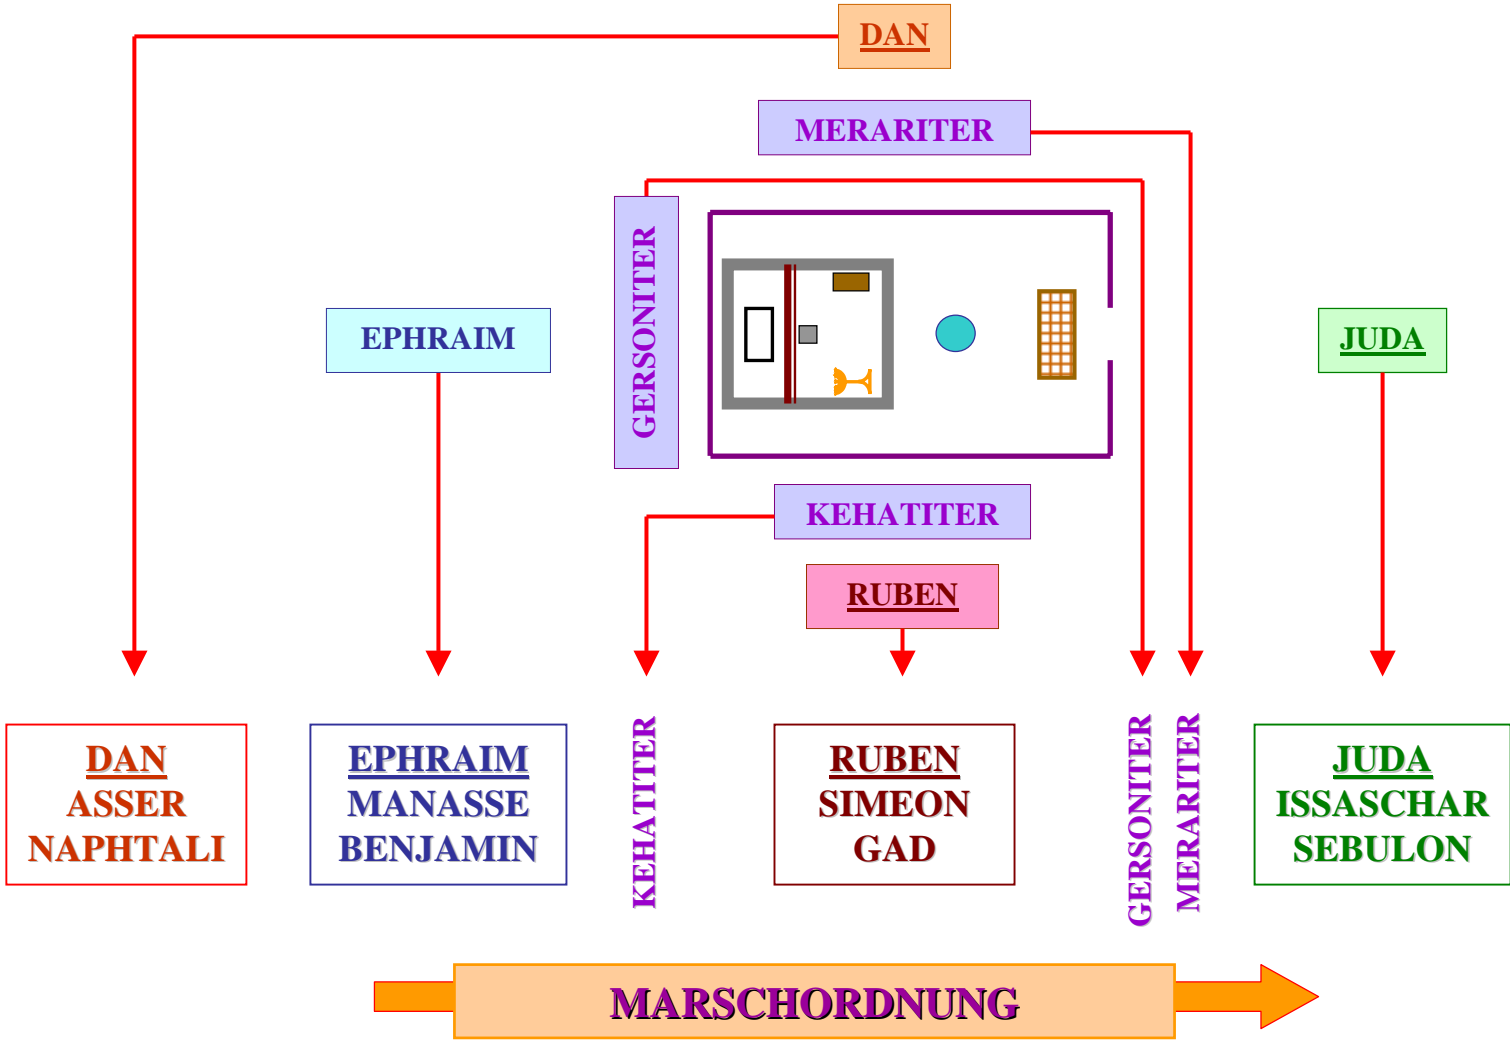 DAN
MERARITER
GERSONITER
EPHRAIM
JUDA
KEHATITER
RUBEN
DAN
ASSER
NAPHTALI
EPHRAIM
MANASSE
BENJAMIN
KEHATITER
RUBEN
SIMEON
GAD
GERSONITER
MERARITER
JUDA
ISSASCHAR
SEBULON
MARSCHORDNUNG